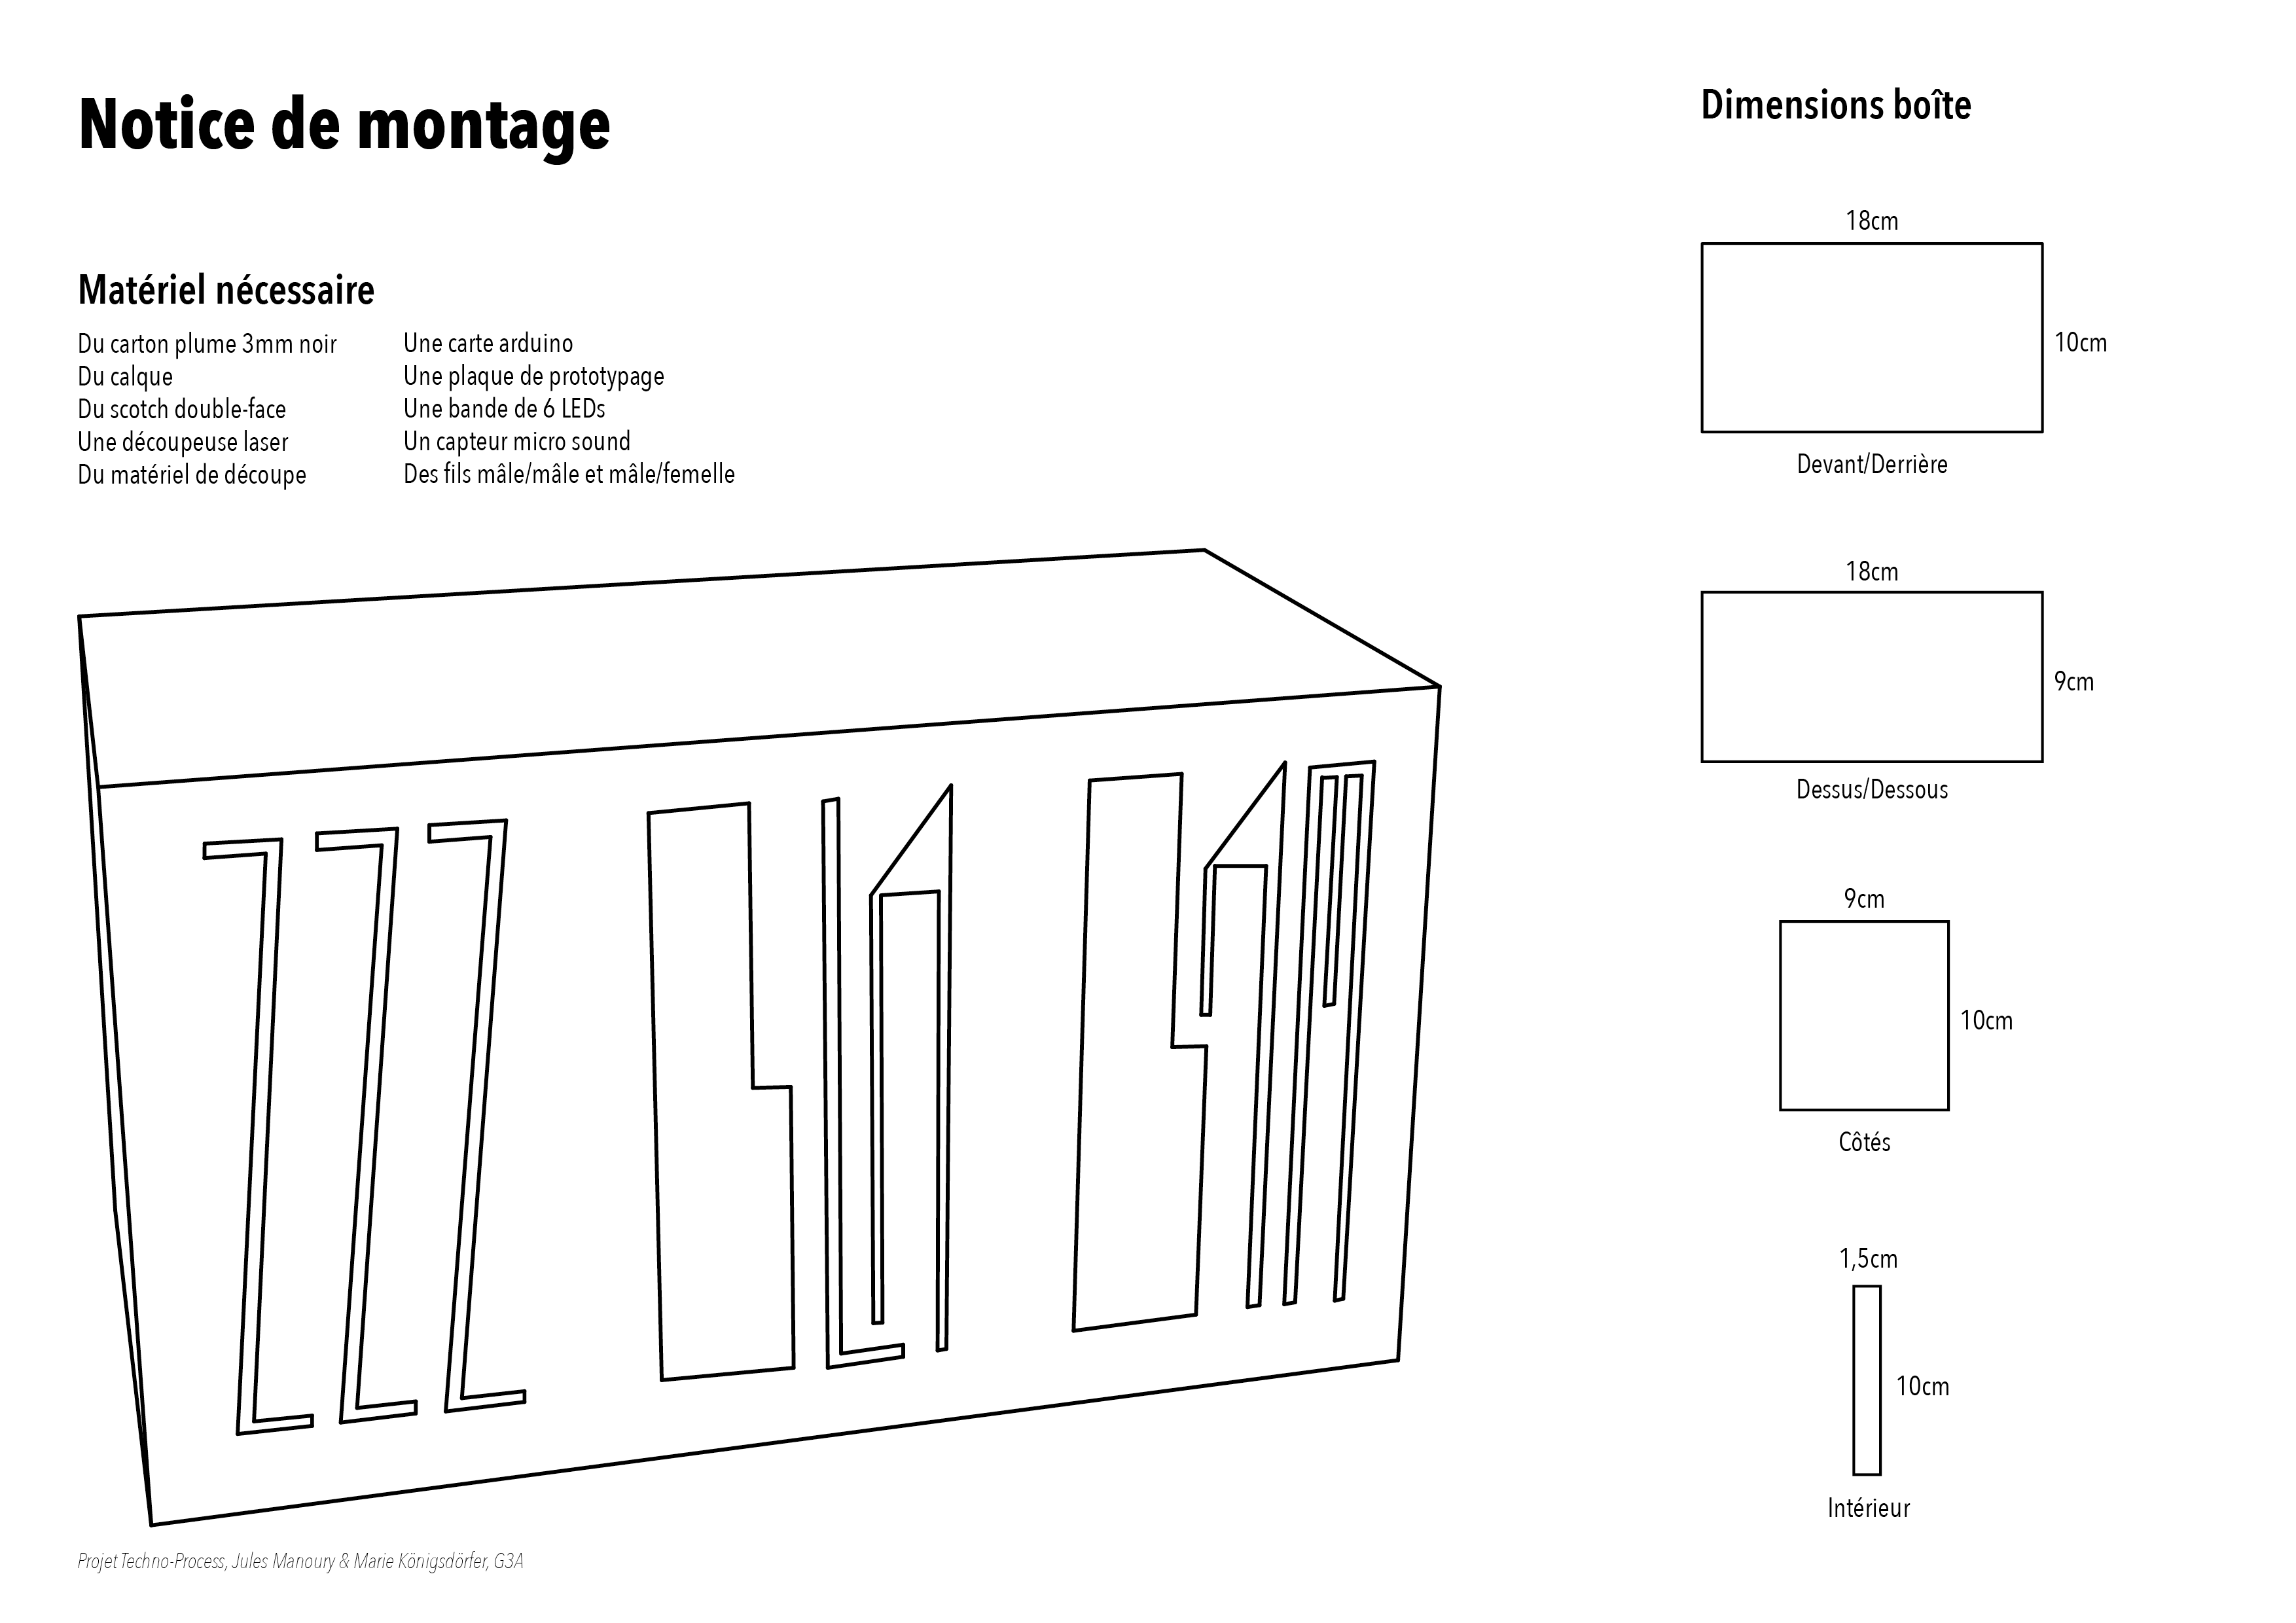 Notice de montage
Matériel nécessaire
Du carton plume 3mm noir
Du calque
Du scotch double-face
Une découpeuse laser
Du matériel de découpe
Une carte arduino
Une plaque de prototypage
Une bande de 6 LEDs
Un capteur micro sound
Des fils mâle/mâle et mâle/femelle
Projet Techno-Process, Jules Manoury & Marie Königsdörfer, G3A
Dimensions boîte
18cm
10cm
Devant/Derrière
18cm
9cm
Dessus/Dessous
9cm
10cm
Côtés
1,5cm
10cm
Intérieur